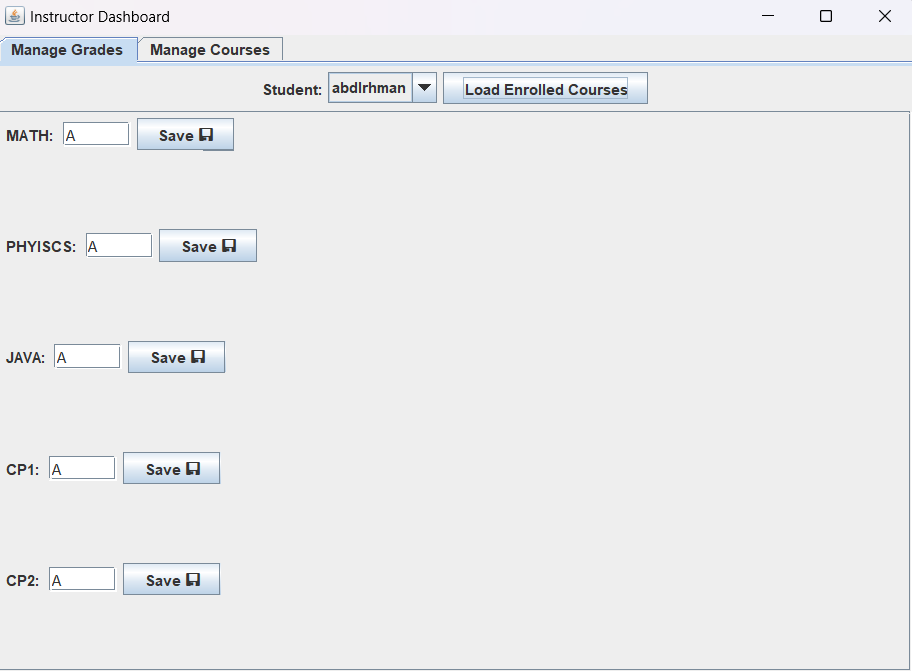 Instructor Dashboard
Manage Grades Manage Courses
Student: abdlrhman Load Enrolled Courses
MATH: A Save 💾
PHYISCS: A Save 💾
JAVA: A Save 💾
CP1: A Save 💾
CP2: A Save 💾